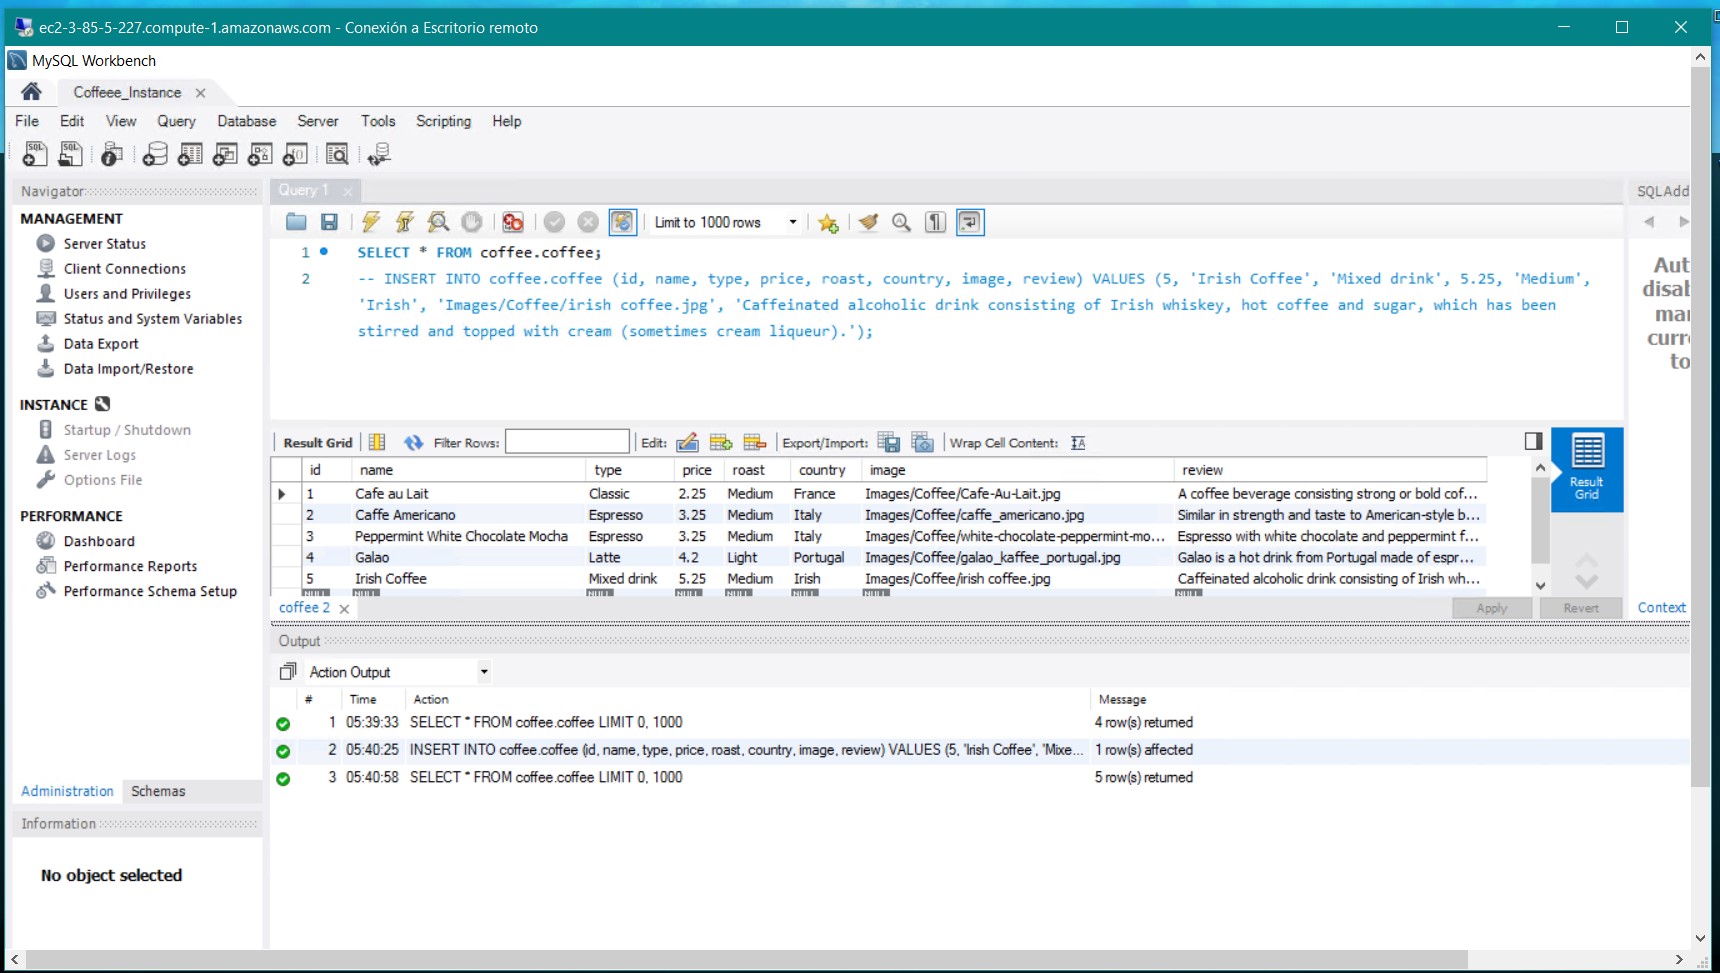 ec2-3-85-5-227.compute-1.amazonaws.com - Conexión a Escritorio remoto
MySQL Workbench
Coffeee_Instance
File Edit View Query Database Server Tools Scripting Help
Navigator
Query 1
SQLAdd
MANAGEMENT
Server Status
Client Connections
Users and Privileges
Status and System Variables
Data Export
Data Import/Restore
INSTANCE
Startup / Shutdown
Server Logs
Options File
PERFORMANCE
Dashboard
Performance Reports
Performance Schema Setup
Administration Schemas
Information
No object selected
Limit to 1000 rows
1 SELECT * FROM coffee.coffee;
2 -- INSERT INTO coffee.coffee (id, name, type, price, roast, country, image, review) VALUES (5, 'Irish Coffee', 'Mixed drink', 5.25, 'Medium',
'Irish', 'Images/Coffee/irish coffee.jpg', 'Caffeinated alcoholic drink consisting of Irish whiskey, hot coffee and sugar, which has been
stirred and topped with cream (sometimes cream liqueur).');
Aut
disat
mar
curre
to
Result Grid Filter Rows: Edit: Export/Import: Wrap Cell Content:
id name type price roast country image review
1 Cafe au Lait Classic 2.25 Medium France Images/Coffee/Cafe-Au-Lait.jpg A coffee beverage consisting strong or bold cof...
2 Caffe Americano Espresso 3.25 Medium Italy Images/Coffee/caffe_americano.jpg Similar in strength and taste to American-style b...
3 Peppermint White Chocolate Mocha Espresso 3.25 Medium Italy Images/Coffee/white-chocolate-peppermint-mo... Espresso with white chocolate and peppermint f...
4 Galao Latte 4.2 Light Portugal Images/Coffee/galao_kaffee_portugal.jpg Galao is a hot drink from Portugal made of espr...
5 Irish Coffee Mixed drink 5.25 Medium Irish Images/Coffee/irish coffee.jpg Caffeinated alcoholic drink consisting of Irish wh...
NULL NULL NULL NULL NULL NULL NULL NULL
Result
Grid
coffee 2
Apply Revert Context
Output
Action Output
# Time Action Message
1 05:39:33 SELECT * FROM coffee.coffee LIMIT 0, 1000 4 row(s) returned
2 05:40:25 INSERT INTO coffee.coffee (id, name, type, price, roast, country, image, review) VALUES (5, 'Irish Coffee', 'Mixe... 1 row(s) affected
3 05:40:58 SELECT * FROM coffee.coffee LIMIT 0, 1000 5 row(s) returned